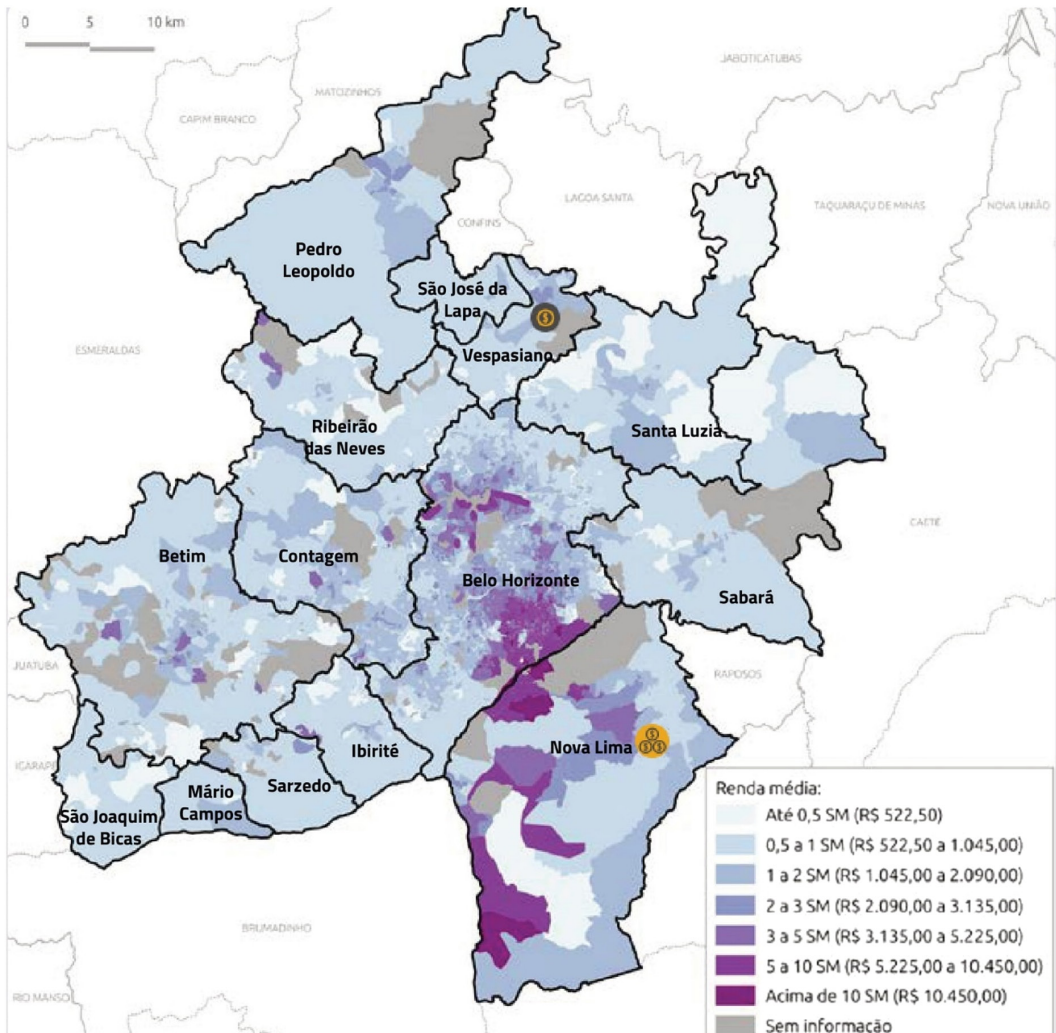 0 5 10 km
JABOTICATUBAS
MATOZINHOS
CAPIM BRANCO
LAGOA SANTA
TAQUARAÇU DE MINAS
NOVA UNIÃO
CONFINS
Pedro
Leopoldo
São José da
Lapa
$
ESMERALDAS
Vespasiano
Ribeirão
das Neves
Santa Luzia
CAETÉ
Betim
Contagem
Belo Horizonte
Sabará
JUATUBA
RAPOSOS
IGARAPÉ
Ibirité
Nova Lima
$
$ $
Sarzedo
Mário
Campos
São Joaquim
de Bicas
BRUMADINHO
RIO MANSO
Renda média:
Até 0,5 SM (R$ 522,50)
0,5 a 1 SM (R$ 522,50 a 1.045,00)
1 a 2 SM (R$ 1.045,00 a 2.090,00)
2 a 3 SM (R$ 2.090,00 a 3.135,00)
3 a 5 SM (R$ 3.135,00 a 5.225,00)
5 a 10 SM (R$ 5.225,00 a 10.450,00)
Acima de 10 SM (R$ 10.450,00)
Sem informação